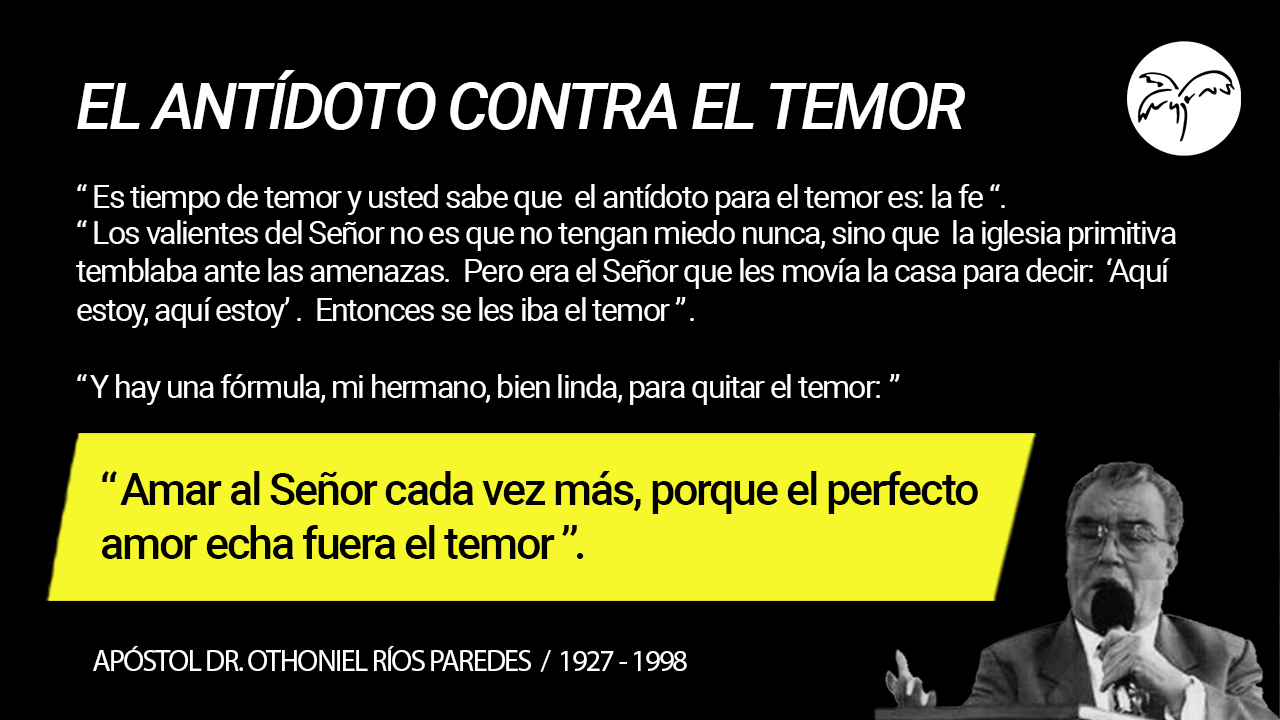 EL ANTÍDOTO CONTRA EL TEMOR
“ Es tiempo de temor y usted sabe que  el antídoto para el temor es: la fe “.
“ Los valientes del Señor no es que no tengan miedo nunca, sino que  la iglesia primitiva
temblaba ante las amenazas.  Pero era el Señor que les movía la casa para decir:  ‘Aquí
estoy, aquí estoy’ .  Entonces se les iba el temor ” .
“ Y hay una fórmula, mi hermano, bien linda, para quitar el temor: ”
“ Amar al Señor cada vez más, porque el perfecto
amor echa fuera el temor ”.
APÓSTOL DR. OTHONIEL RÍOS PAREDES  /  1927 - 1998